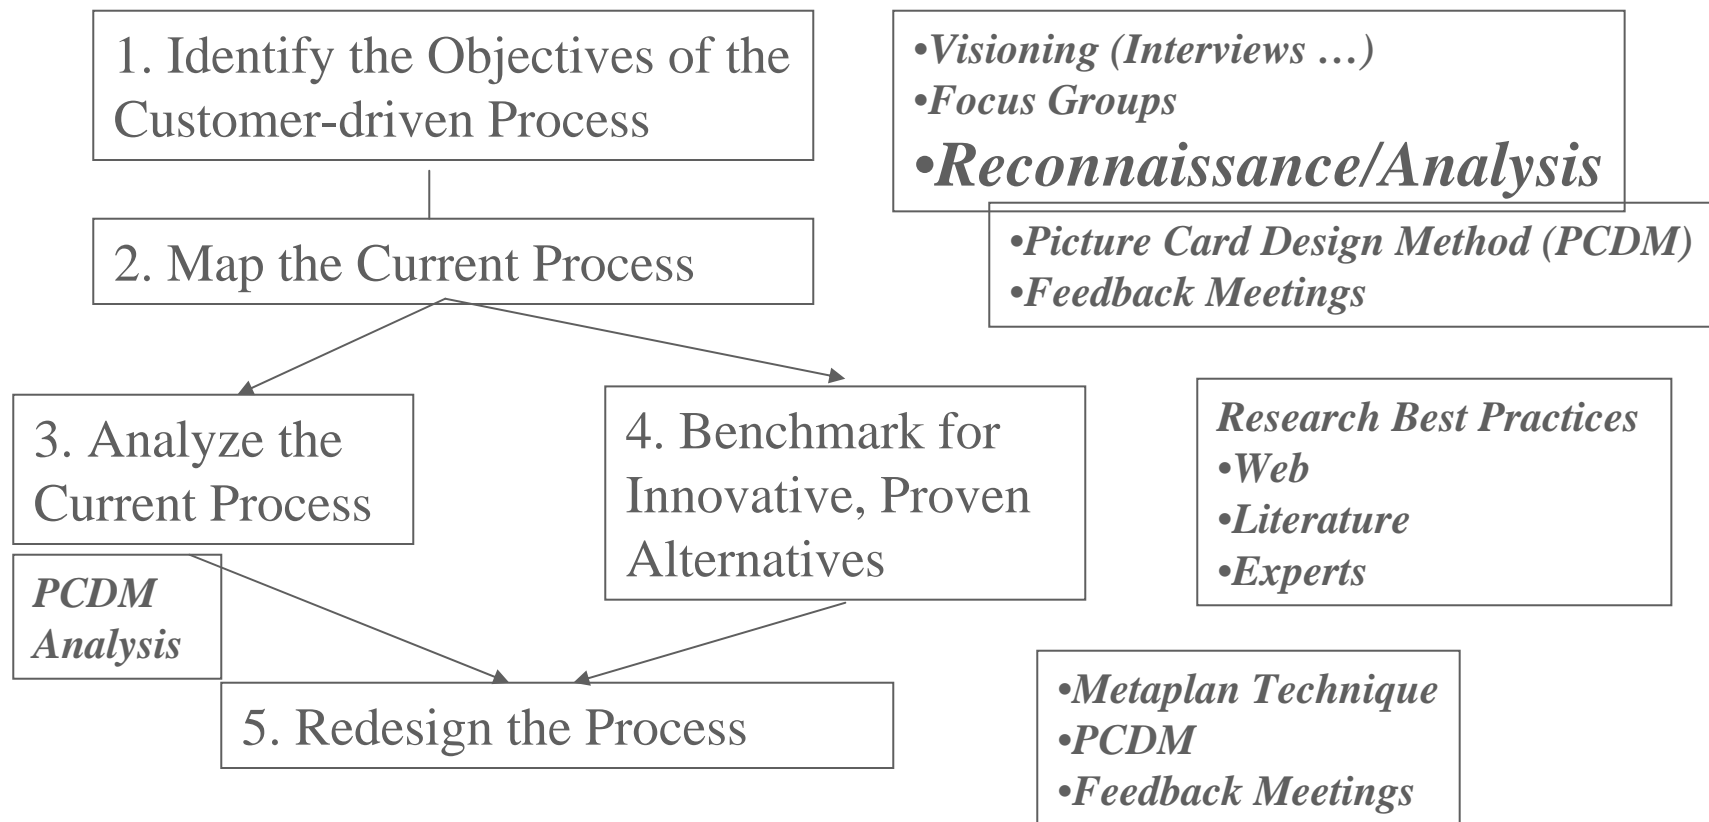 1. Identify the Objectives of the
Customer-driven Process
•Visioning (Interviews …)
•Focus Groups
•Reconnaissance/Analysis
2. Map the Current Process
•Picture Card Design Method (PCDM)
•Feedback Meetings
3. Analyze the
Current Process
PCDM
Analysis
4. Benchmark for
Innovative, Proven
Alternatives
Research Best Practices
•Web
•Literature
•Experts
5. Redesign the Process
•Metaplan Technique
•PCDM
•Feedback Meetings